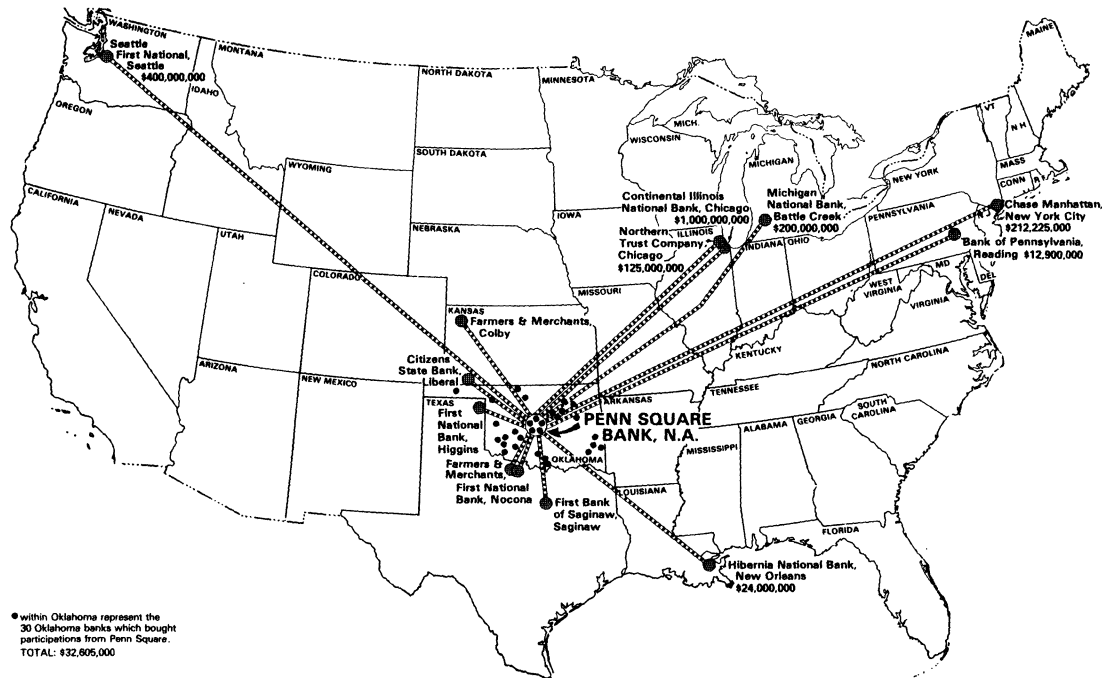 WASHINGTON
Seattle
First National,
Seattle
$400,000,000
MONTANA
IDAHO
OREGON
NORTH DAKOTA
MINNESOTA
MAINE
VT
N H
MICH.
WISCONSIN
SOUTH DAKOTA
WYOMING
MICHIGAN
NEW YORK
MASS
CONN
R I
CALIFORNIA
NEVADA
UTAH
NEBRASKA
IOWA
Continental Illinois
National Bank, Chicago
$1,000,000,000
Michigan
National Bank,
Battle Creek
$200,000,000
PENNSYLVANIA
Chase Manhattan,
New York City
$212,225,000
Northern
Trust Company,
Chicago
$125,000,000
ILLINOIS
INDIANA
OHIO
Bank of Pennsylvania,
Reading $12,900,000
MD
DEL
COLORADO
MISSOURI
WEST
VIRGINIA
VIRGINIA
KANSAS
Farmers & Merchants,
Colby
KENTUCKY
NORTH CAROLINA
Citizens
State Bank,
Liberal
ARIZONA
NEW MEXICO
TENNESSEE
TEXAS
First
National
Bank,
Higgins
ARKANSAS
PENN SQUARE
BANK, N.A.
SOUTH
CAROLINA
GEORGIA
ALABAMA
MISSISSIPPI
OKLAHOMA
Farmers &
Merchants,
First National
Bank, Nocona
LOUISIANA
First Bank
of Saginaw,
Saginaw
FLORIDA
Hibernia National Bank,
New Orleans
$24,000,000
within Oklahoma represent the
30 Oklahoma banks which bought
participations from Penn Square.
TOTAL: $32,605,000